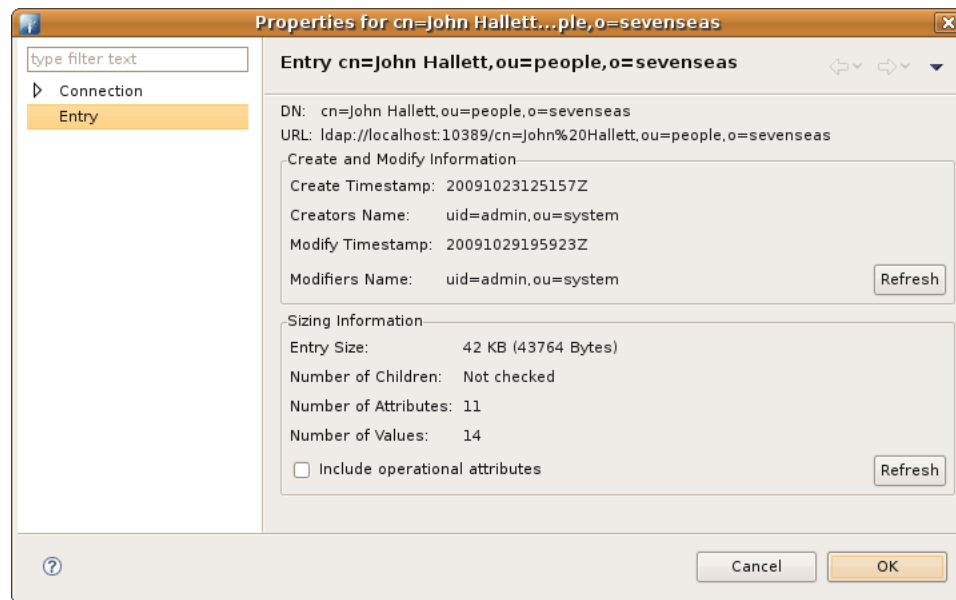 Properties for cn=John Hallett...ple,o=sevenseas
type filter text
Connection
Entry
Entry cn=John Hallett,ou=people,o=sevenseas
DN: cn=John Hallett,ou=people,o=sevenseas
URL: ldap://localhost:10389/cn=John%20Hallett,ou=people,o=sevenseas
Create and Modify Information
Create Timestamp: 20091023125157Z
Creators Name: uid=admin,ou=system
Modify Timestamp: 20091029195923Z
Modifiers Name: uid=admin,ou=system
Refresh
Sizing Information
Entry Size: 42 KB (43764 Bytes)
Number of Children: Not checked
Number of Attributes: 11
Number of Values: 14
Include operational attributes
Refresh
?
Cancel
OK